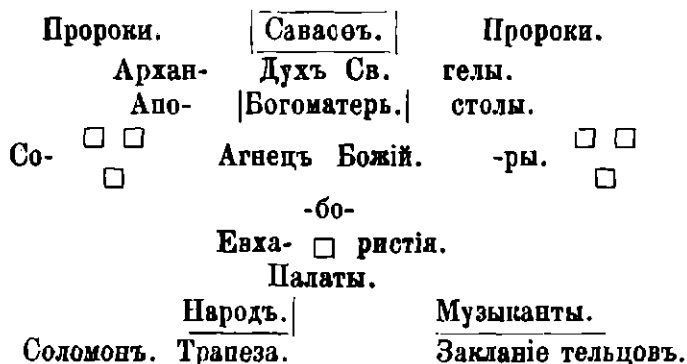 Пророки. Саваоѳъ. Пророки.
Архан- Духъ Св. гелы.
Апо- Богоматерь. столы.
Со- Агнецъ Божій. -ры.
-бо-
Евха- ристія.
Палаты.
Народъ. Музыканты.
Соломонъ. Трапеза. Закланіе тельцовъ.